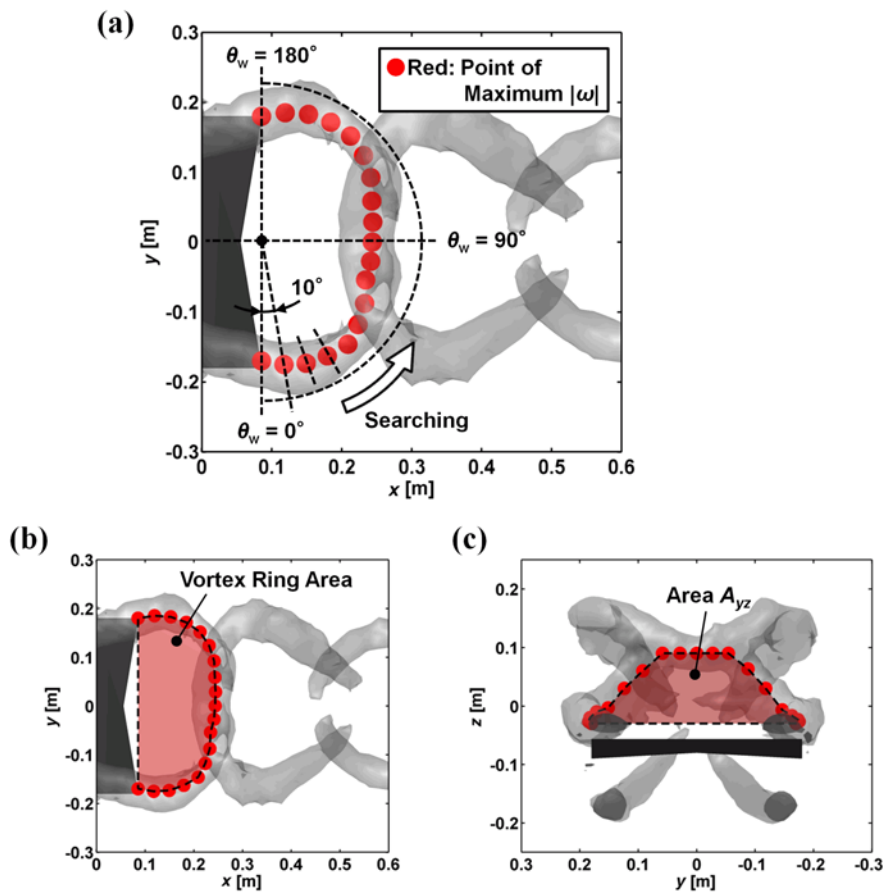 (a)
0.3
0.2
0.1
0
-0.1
-0.2
-0.3
y [m]
θw = 180°
Red: Point of
Maximum |ω|
θw = 90°
10°
θw = 0°
Searching
0 0.1 0.2 0.3 0.4 0.5 0.6
x [m]
(b)
0.3
0.2
0.1
0
-0.1
-0.2
-0.3
y [m]
Vortex Ring Area
0 0.1 0.2 0.3 0.4 0.5 0.6
x [m]
(c)
0.2
0.1
0
-0.1
-0.2
z [m]
Area Ayz
0.3 0.2 0.1 0 -0.1 -0.2 -0.3
y [m]